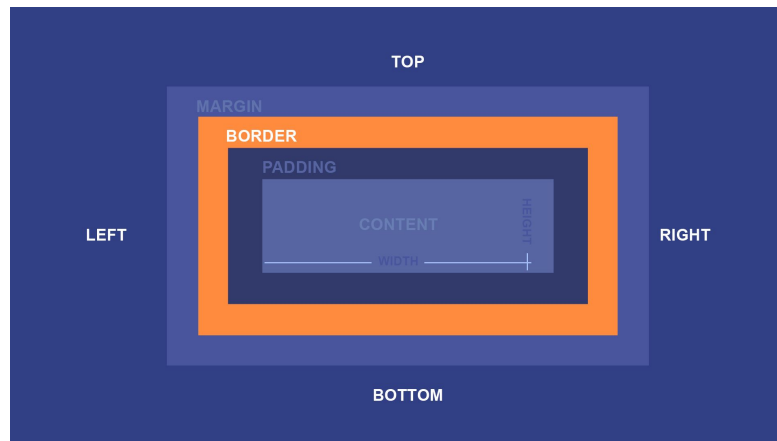 TOP
MARGIN
BORDER
PADDING
CONTENT
HEIGHT
LEFT
RIGHT
WIDTH
BOTTOM